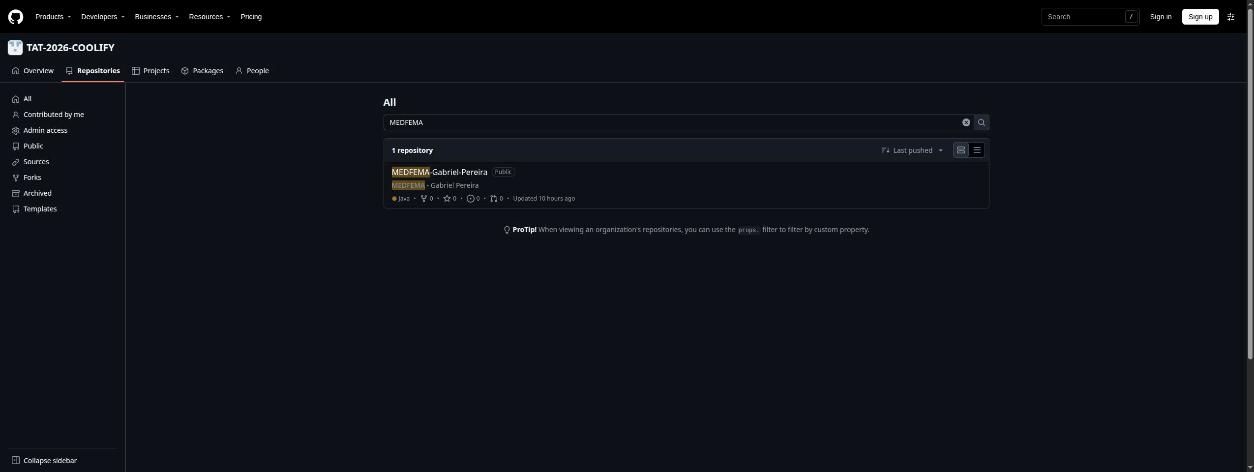 Products Developers Businesses Resources Pricing Search / Sign in Sign up
TAT-2026-COOLIFY
Overview Repositories Projects Packages People
All
Contributed by me
Admin access
Public
Sources
Forks
Archived
Templates
Collapse sidebar
All
MEDFEMA
1 repository Last pushed
MEDFEMA-Gabriel-Pereira Public
MEDFEMA - Gabriel Pereira
Java · 0 · 0 · 0 · 0 · Updated 10 hours ago
ProTip! When viewing an organization's repositories, you can use the props. filter to filter by custom property.